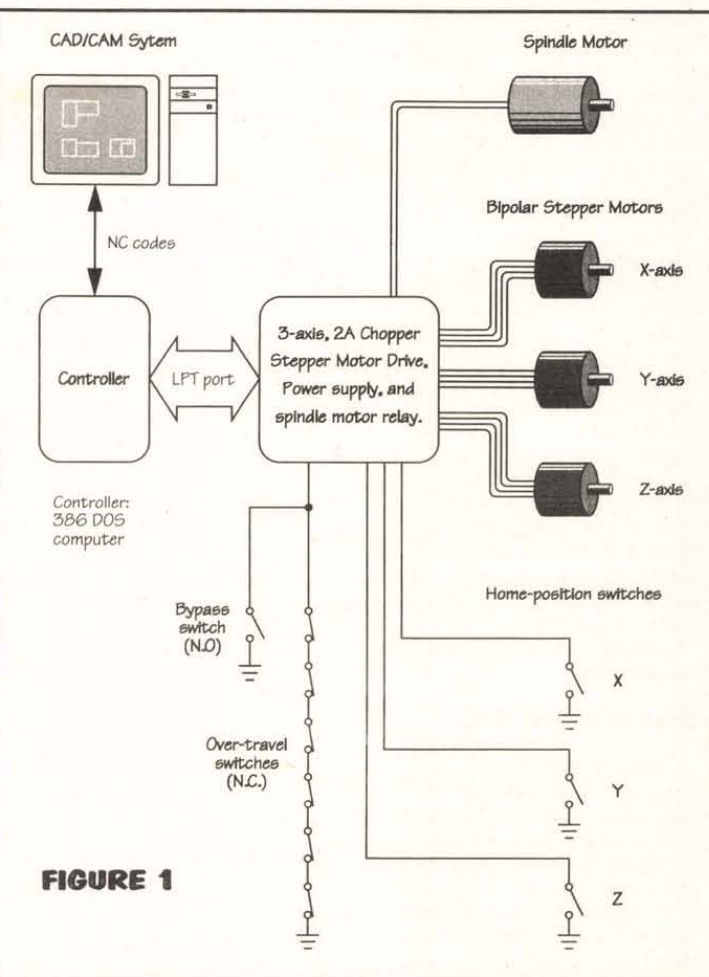 CAD/CAM Sytem
Spindle Motor
Bipolar Stepper Motors
NC codes
X-axis
3-axis, 2A Chopper
Stepper Motor Drive,
Power supply, and
spindle motor relay.
Controller
LPT port
Y-axis
Z-axis
Controller:
386 DOS
computer
Home-position switches
Bypass
switch
(N.O)
X
Over-travel
switches
(N.C.)
Y
FIGURE 1
Z